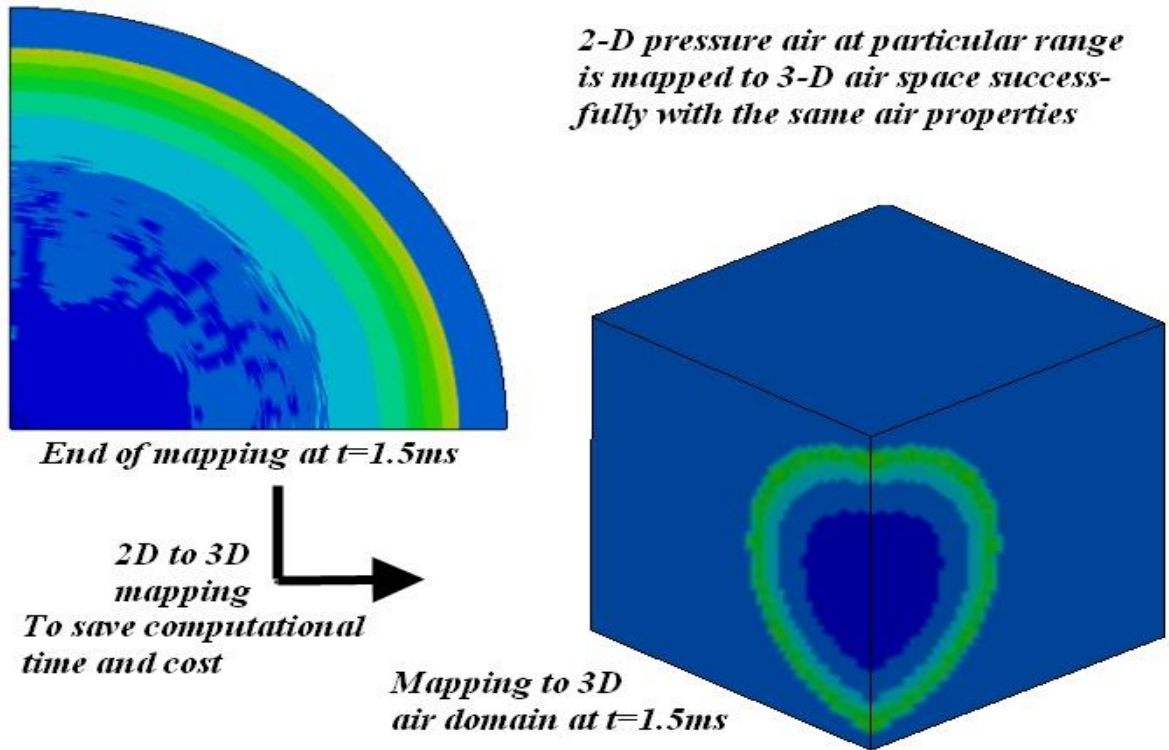 2-D pressure air at particular range
is mapped to 3-D air space success-
fully with the same air properties
End of mapping at t=1.5ms
2D to 3D
mapping
To save computational
time and cost
Mapping to 3D
air domain at t=1.5ms